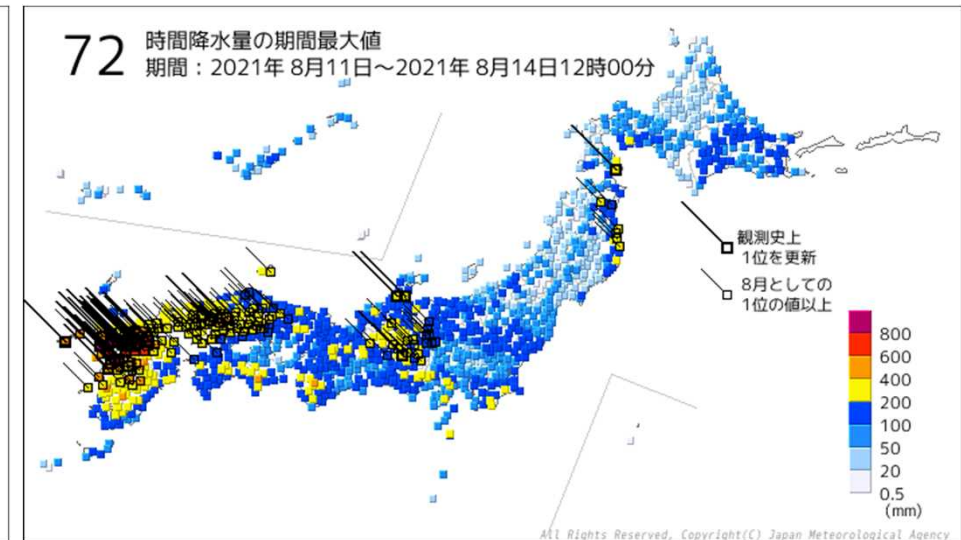 72 時間降水量の期間最大値
期間：2021年 8月11日～2021年 8月14日12時00分
観測史上
1位を更新
8月としての
1位の値以上
800
600
400
200
100
50
20
0.5
(mm)
All Rights Reserved, Copyright(C) Japan Meteorological Agency